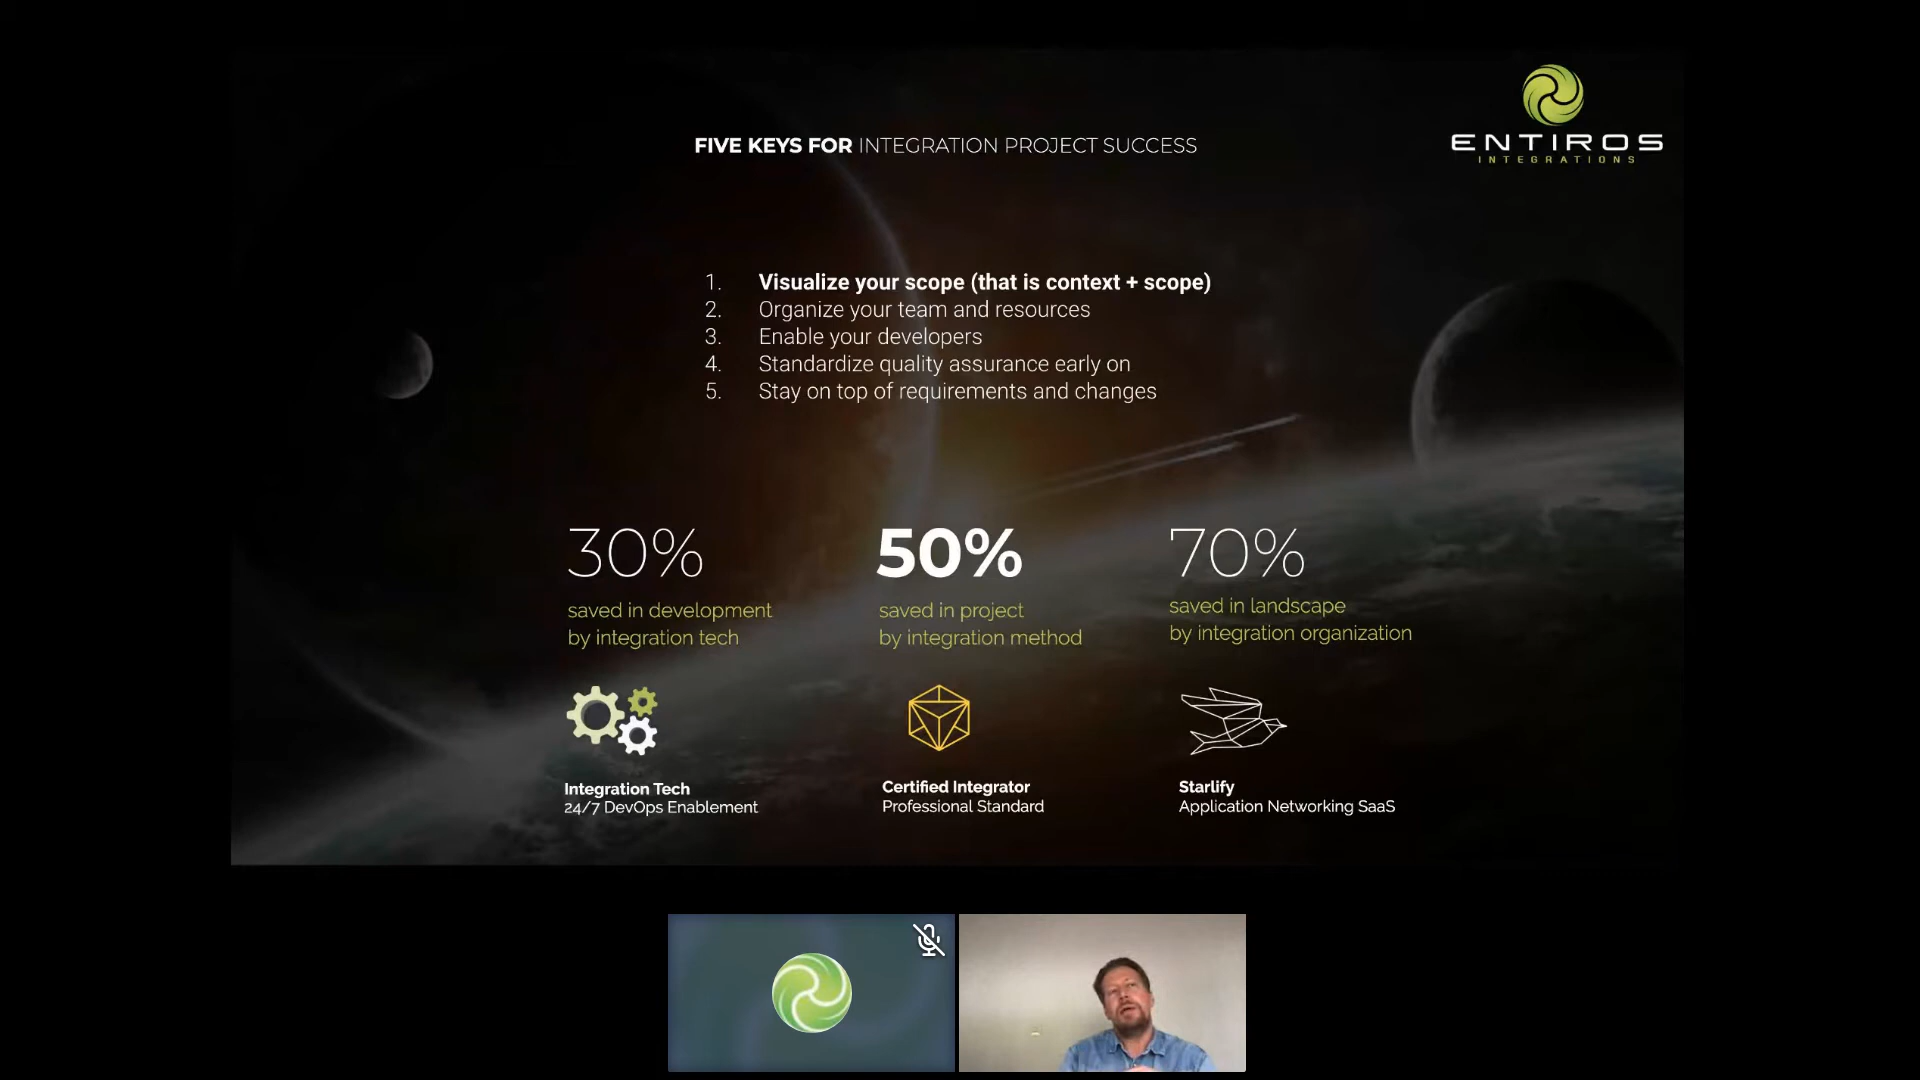 ENTIROS
INTEGRATIONS
FIVE KEYS FOR INTEGRATION PROJECT SUCCESS
1. Visualize your scope (that is context + scope)
2. Organize your team and resources
3. Enable your developers
4. Standardize quality assurance early on
5. Stay on top of requirements and changes
30%
saved in development
by integration tech
50%
saved in project
by integration method
70%
saved in landscape
by integration organization
Integration Tech
24/7 DevOps Enablement
Certified Integrator
Professional Standard
Starlify
Application Networking SaaS